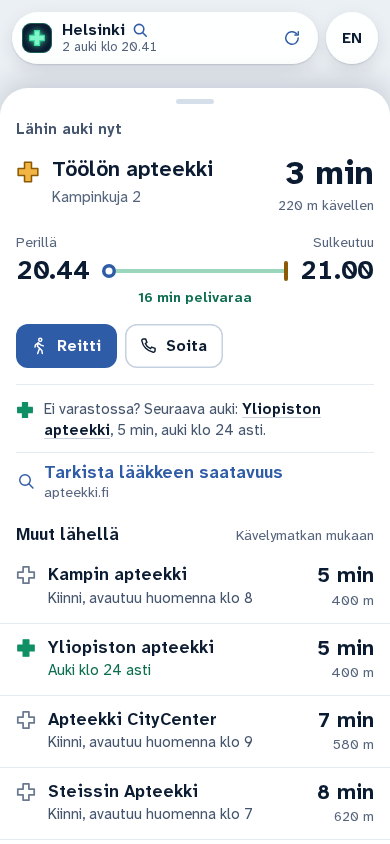 Helsinki
2 auki klo 20.41
EN
Lähin auki nyt
Töölön apteekki
3 min
Kampinkuja 2
220 m kävellen
Perillä
Sulkeutuu
20.44
21.00
16 min pelivaraa
Reitti
Soita
Ei varastossa? Seuraava auki: Yliopiston
apteekki, 5 min, auki klo 24 asti.
Tarkista lääkkeen saatavuus
apteekki.fi
Muut lähellä
Kävelymatkan mukaan
Kampin apteekki
5 min
Kiinni, avautuu huomenna klo 8
400 m
Yliopiston apteekki
5 min
Auki klo 24 asti
400 m
Apteekki CityCenter
7 min
Kiinni, avautuu huomenna klo 9
580 m
Steissin Apteekki
8 min
Kiinni, avautuu huomenna klo 7
620 m